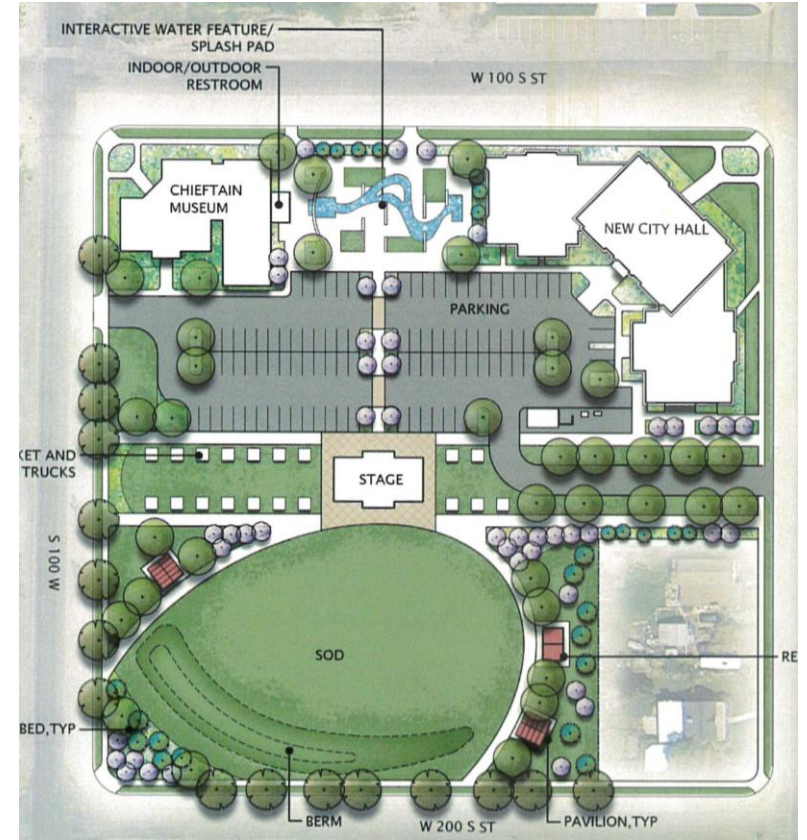 INTERACTIVE WATER FEATURE/
SPLASH PAD
INDOOR/OUTDOOR
RESTROOM
W 100 S ST
CHIEFTAIN
MUSEUM
NEW CITY HALL
PARKING
KET AND
TRUCKS
STAGE
S 100 W
SOD
RE
BED,TYP
BERM
PAVILION,TYP
W 200 S ST